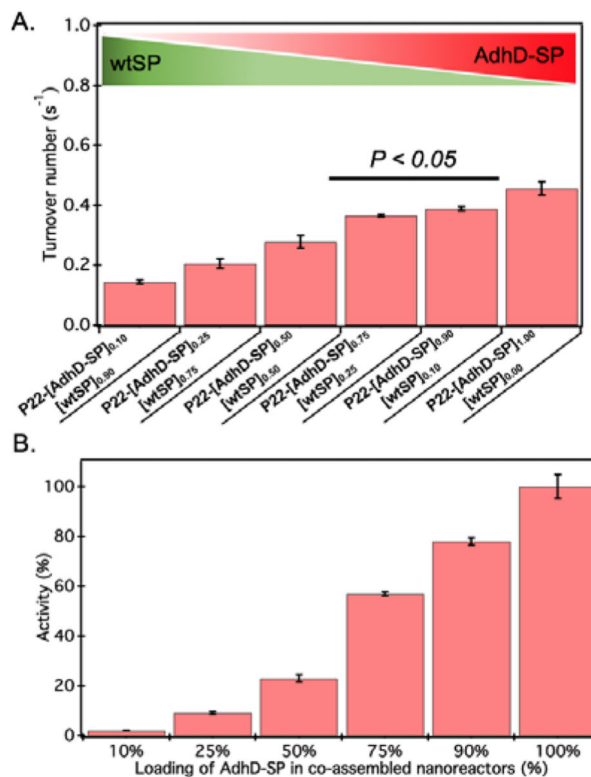 A.
1.0
0.8
0.6
0.4
0.2
0.0
Turnover number (s⁻¹)
wtSP
AdhD-SP
P < 0.05
P22-[AdhD-SP]0.10
[wtSP]0.90
P22-[AdhD-SP]0.25
[wtSP]0.75
P22-[AdhD-SP]0.50
[wtSP]0.50
P22-[AdhD-SP]0.75
[wtSP]0.25
P22-[AdhD-SP]0.90
[wtSP]0.10
P22-[AdhD-SP]1.00
[wtSP]0.00
B.
100
80
60
40
20
0
Activity (%)
10% 25% 50% 75% 90% 100%
Loading of AdhD-SP in co-assembled nanoreactors (%)